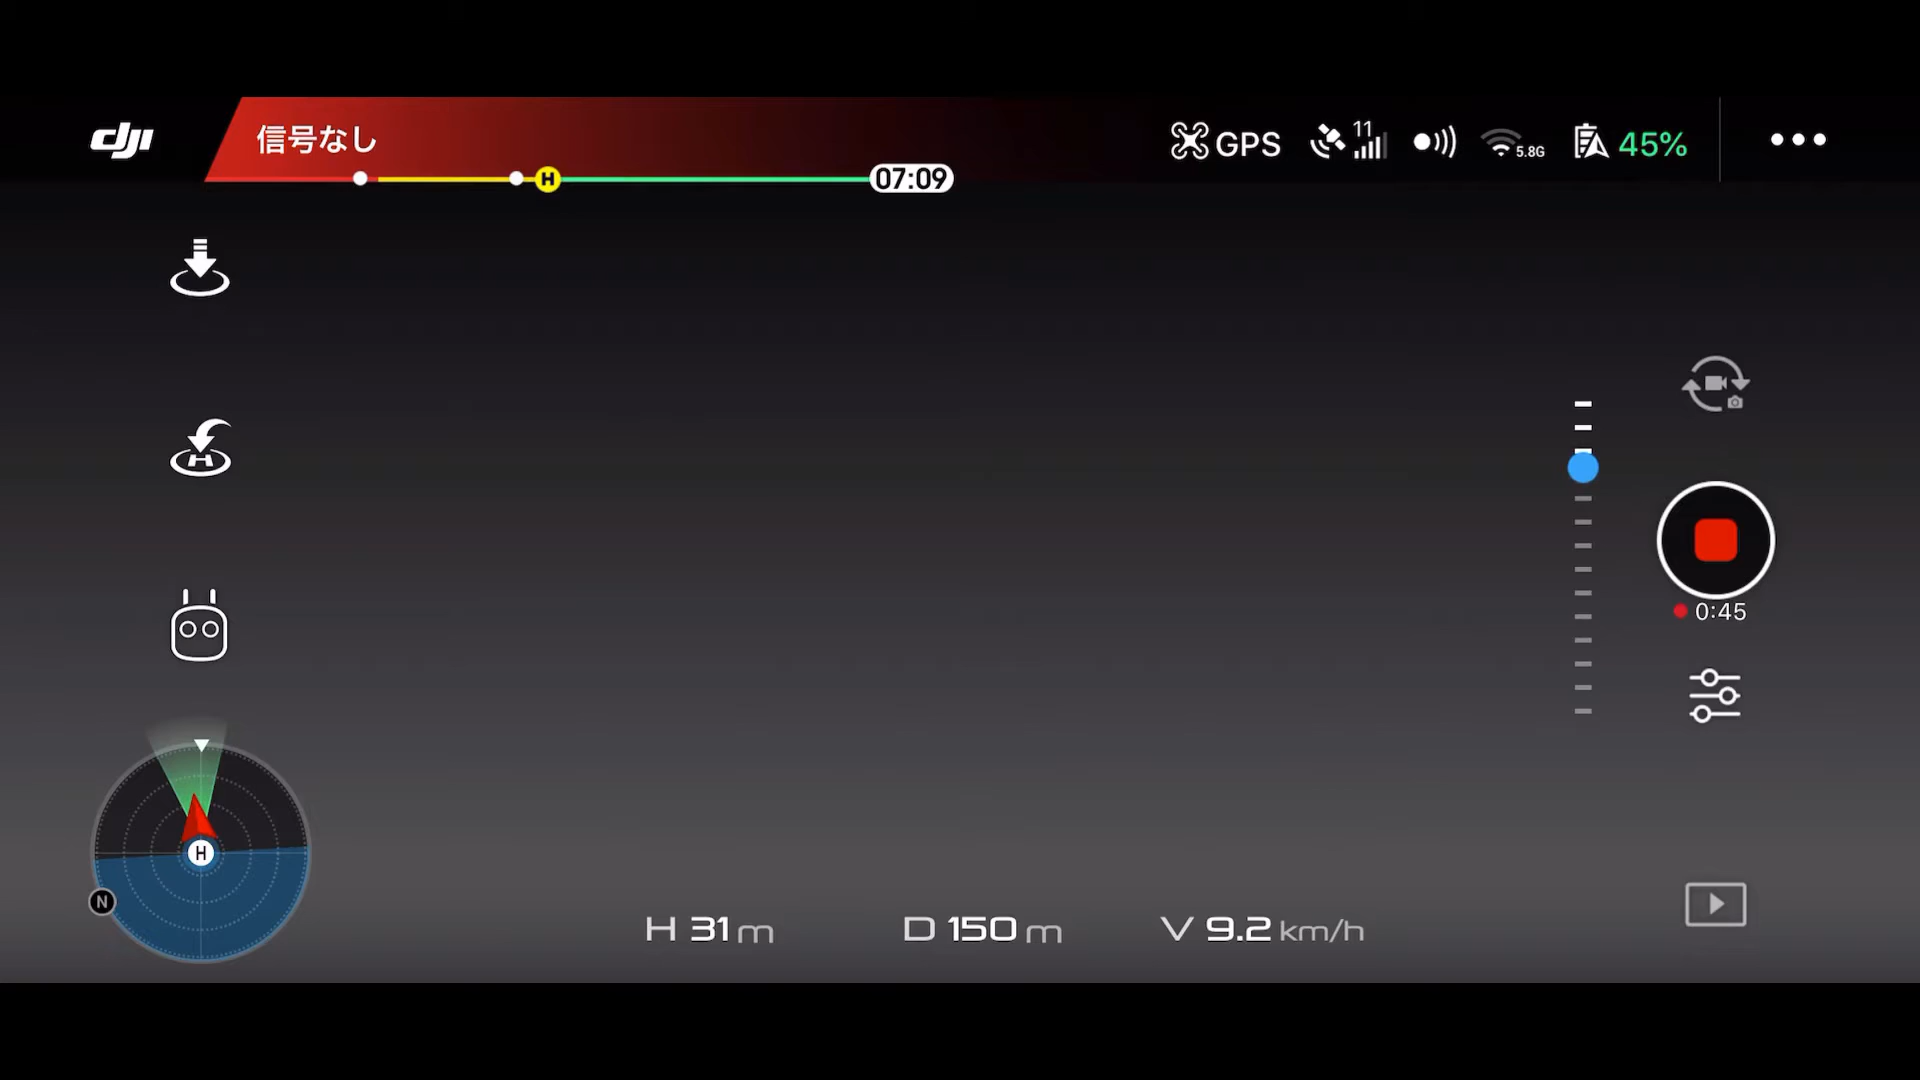 dji
信号なし
H
07:09
GPS
11
5.8G
45%
0:45
H
N
H 31 m
D 150 m
V 9.2 km/h